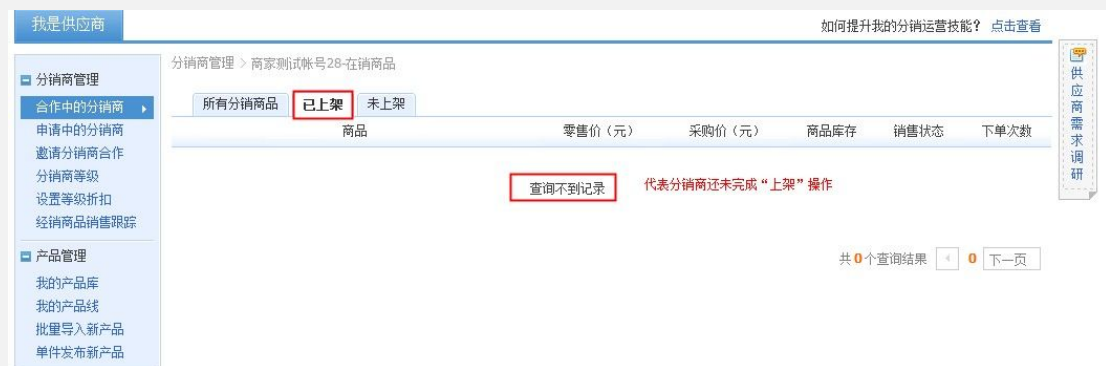 我是供应商
如何提升我的分销运营技能? 点击查看
分销商管理
合作中的分销商
申请中的分销商
邀请分销商合作
分销商等级
设置等级折扣
经销商品销售跟踪
产品管理
我的产品库
我的产品线
批量导入新产品
单件发布新产品
分销商管理 > 商家测试帐号28-在销商品
所有分销商品 已上架 未上架
商品 零售价（元） 采购价（元） 商品库存 销售状态 下单次数
查询不到记录 代表分销商还未完成“上架”操作
共0个查询结果 0 下一页
供应商需求调研